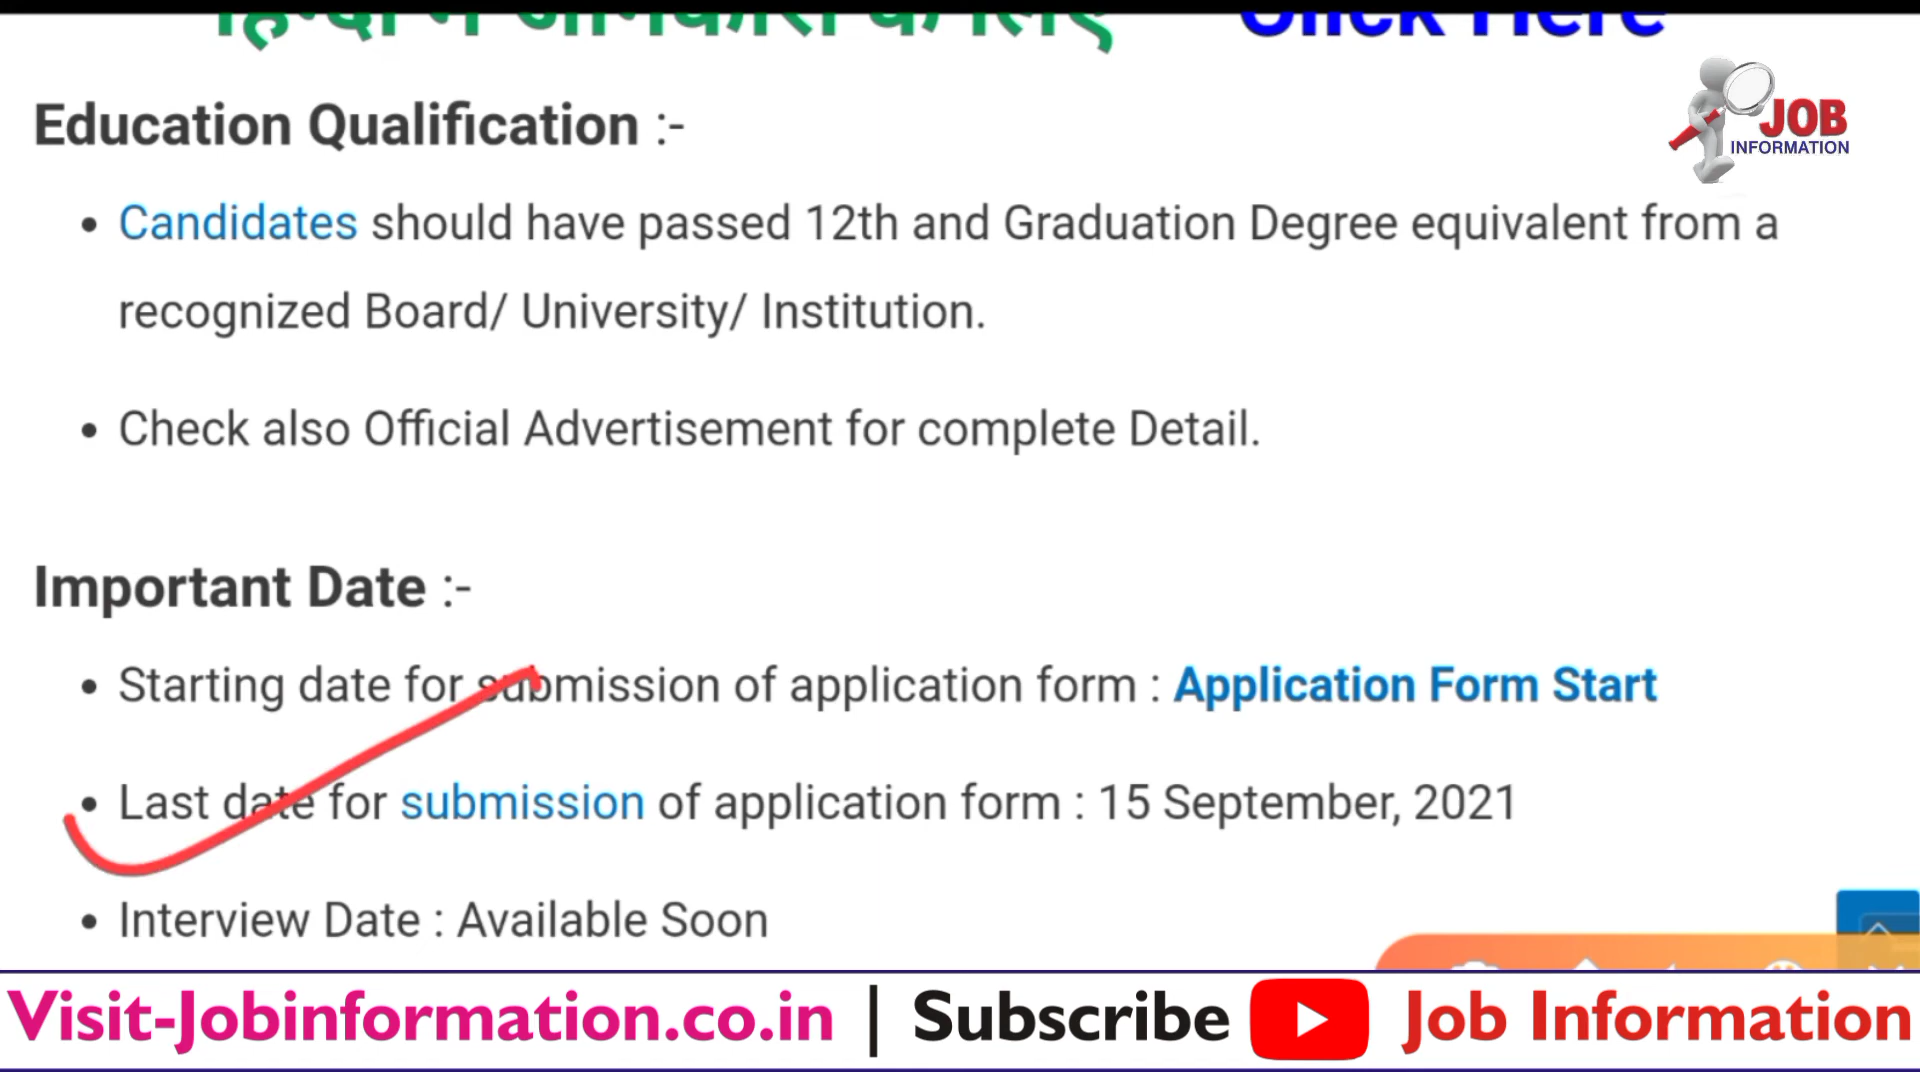 हिन्दी में जानकारी के लिए Click Here
JOB
INFORMATION
Education Qualification :-
• Candidates should have passed 12th and Graduation Degree equivalent from a
recognized Board/ University/ Institution.
• Check also Official Advertisement for complete Detail.
Important Date :-
• Starting date for submission of application form : Application Form Start
• Last date for submission of application form : 15 September, 2021
• Interview Date : Available Soon
Visit-Jobinformation.co.in | Subscribe Job Information